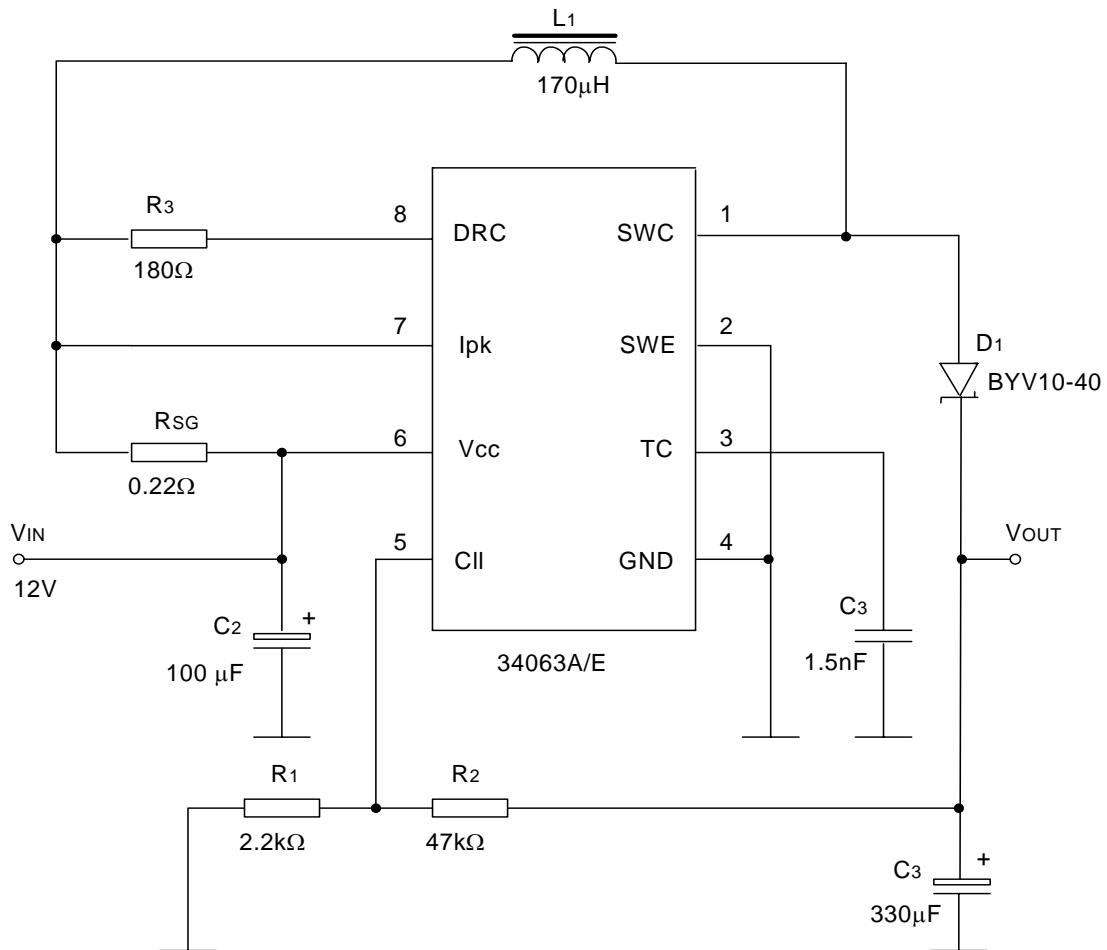 L1
170μH
R3
180Ω
8
DRC
SWC
1
7
Ipk
SWE
2
D1
BYV10-40
RSG
0.22Ω
6
Vcc
TC
3
VIN
12V
5
CII
GND
4
VOUT
C2
+
100 μF
34063A/E
C3
1.5nF
R1
2.2kΩ
R2
47kΩ
C3
+
330μF